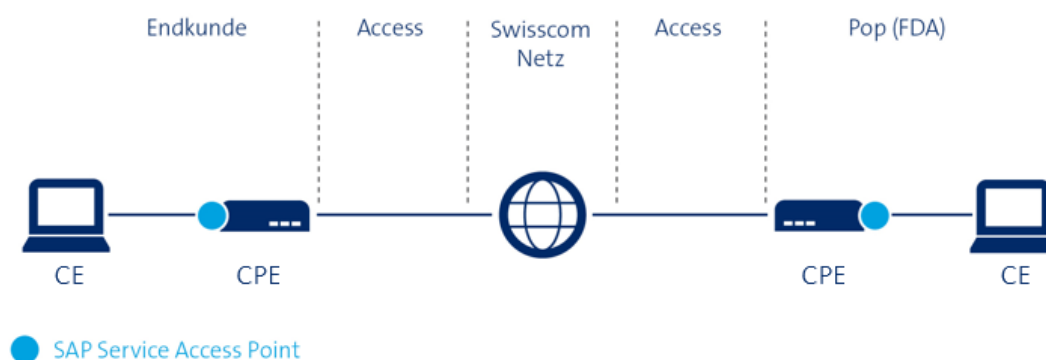 Endkunde
Access
Swisscom
Netz
Access
Pop (FDA)
CE
CPE
CPE
CE
SAP Service Access Point